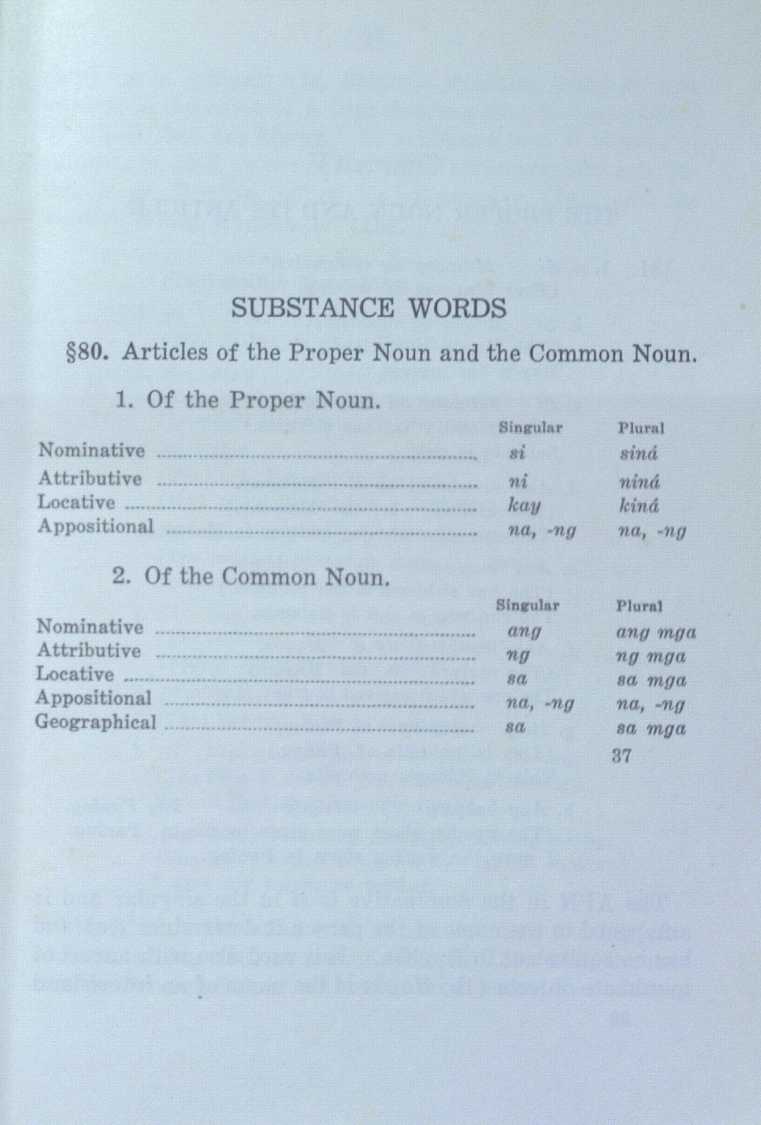 SUBSTANCE WORDS
§80. Articles of the Proper Noun and the Common Noun.
1. Of the Proper Noun.
Singular Plural
Nominative ........ si siná
Attributive ........ ni niná
Locative ........ kay kiná
Appositional ........ na, -ng na, -ng
2. Of the Common Noun.
Singular Plural
Nominative ........ ang ang mga
Attributive ........ ng ng mga
Locative ........ sa sa mga
Appositional ........ na, -ng na, -ng
Geographical ........ sa sa mga
37